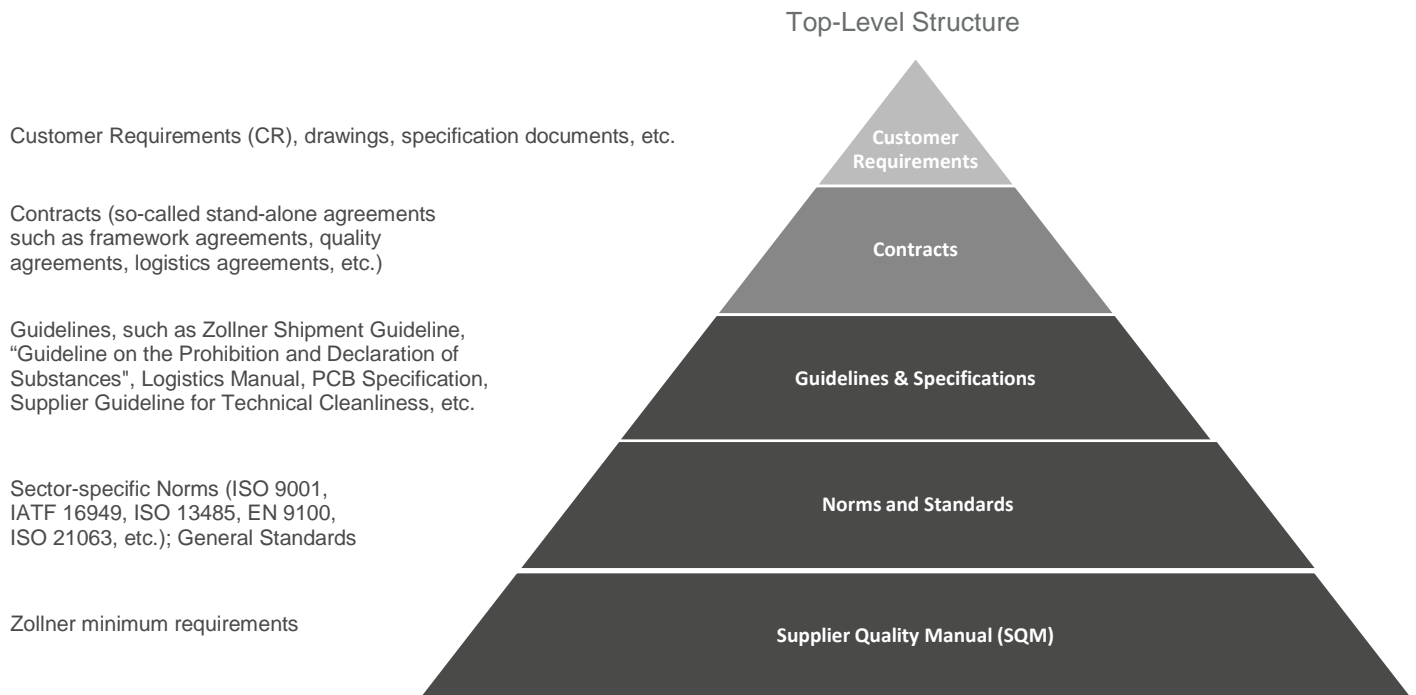 Top-Level Structure
Customer Requirements (CR), drawings, specification documents, etc.
Customer
Requirements
Contracts (so-called stand-alone agreements
such as framework agreements, quality
agreements, logistics agreements, etc.)
Contracts
Guidelines, such as Zollner Shipment Guideline,
“Guideline on the Prohibition and Declaration of
Substances", Logistics Manual, PCB Specification,
Supplier Guideline for Technical Cleanliness, etc.
Guidelines & Specifications
Sector-specific Norms (ISO 9001,
IATF 16949, ISO 13485, EN 9100,
ISO 21063, etc.); General Standards
Norms and Standards
Zollner minimum requirements
Supplier Quality Manual (SQM)